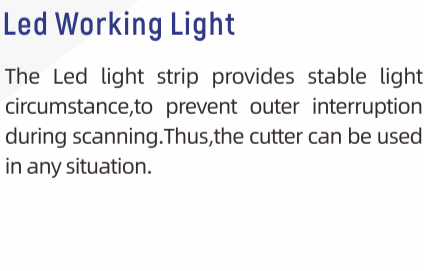 Led Working Light
The Led light strip provides stable light
circumstance,to prevent outer interruption
during scanning.Thus,the cutter can be used
in any situation.